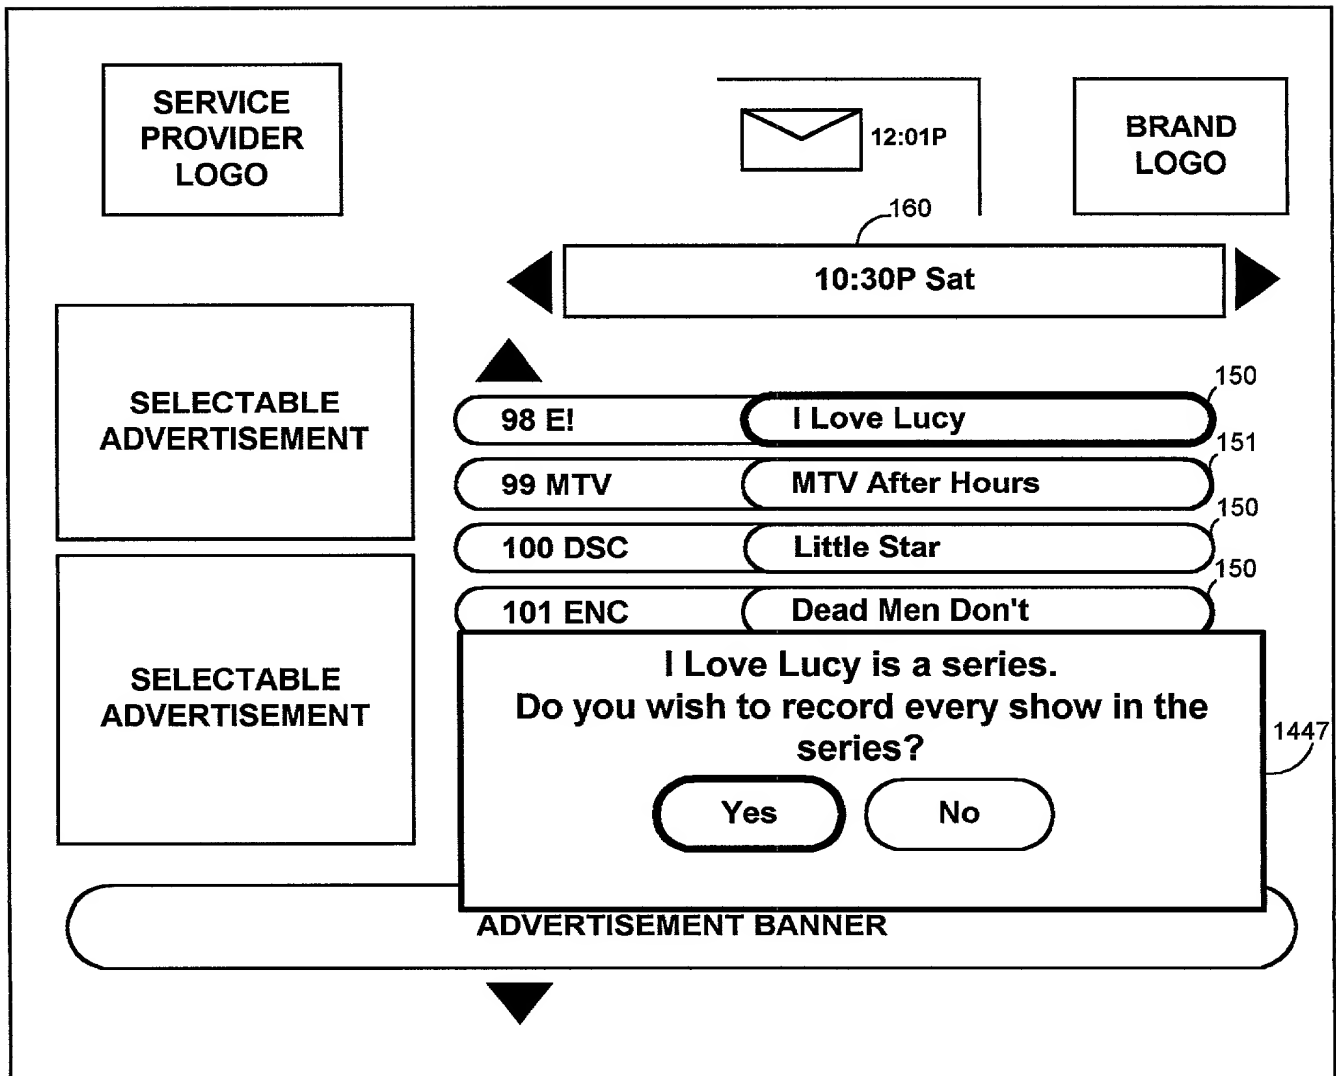 SERVICE
PROVIDER
LOGO
12:01P
BRAND
LOGO
160
10:30P Sat
SELECTABLE
ADVERTISEMENT
150
98 E! I Love Lucy
151
99 MTV MTV After Hours
150
100 DSC Little Star
150
101 ENC Dead Men Don't
SELECTABLE
ADVERTISEMENT
I Love Lucy is a series.
Do you wish to record every show in the
series?
1447
Yes No
ADVERTISEMENT BANNER